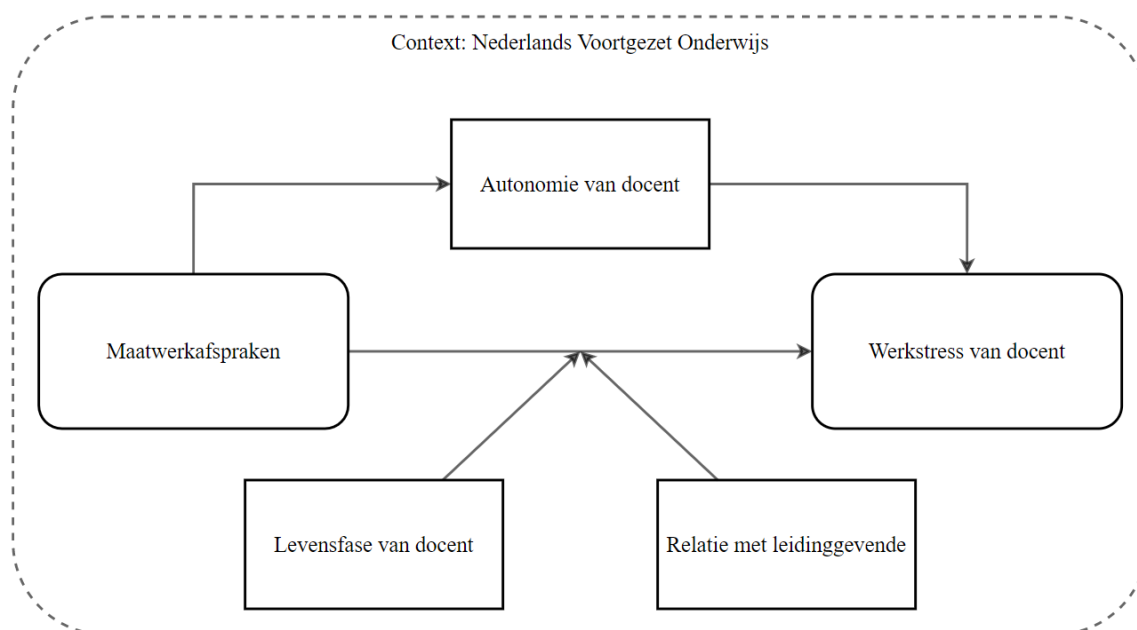 Context: Nederlands Voortgezet Onderwijs
Autonomie van docent
Maatwerkafspraken
Werkstress van docent
Levensfase van docent
Relatie met leidinggevende